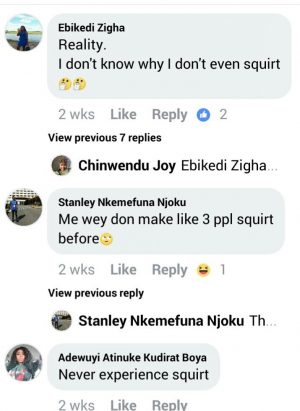 Ebikedi Zigha
Reality.
I don't know why I don't even squirt
🤔🤔
2 wks Like Reply 2
View previous 7 replies
Chinwendu Joy Ebikedi Zigha...
Stanley Nkemefuna Njoku
Me wey don make like 3 ppl squirt
before🙄
2 wks Like Reply 😆 1
View previous reply
Stanley Nkemefuna Njoku Th...
Adewuyi Atinuke Kudirat Boya
Never experience squirt
2 wks Like Reply